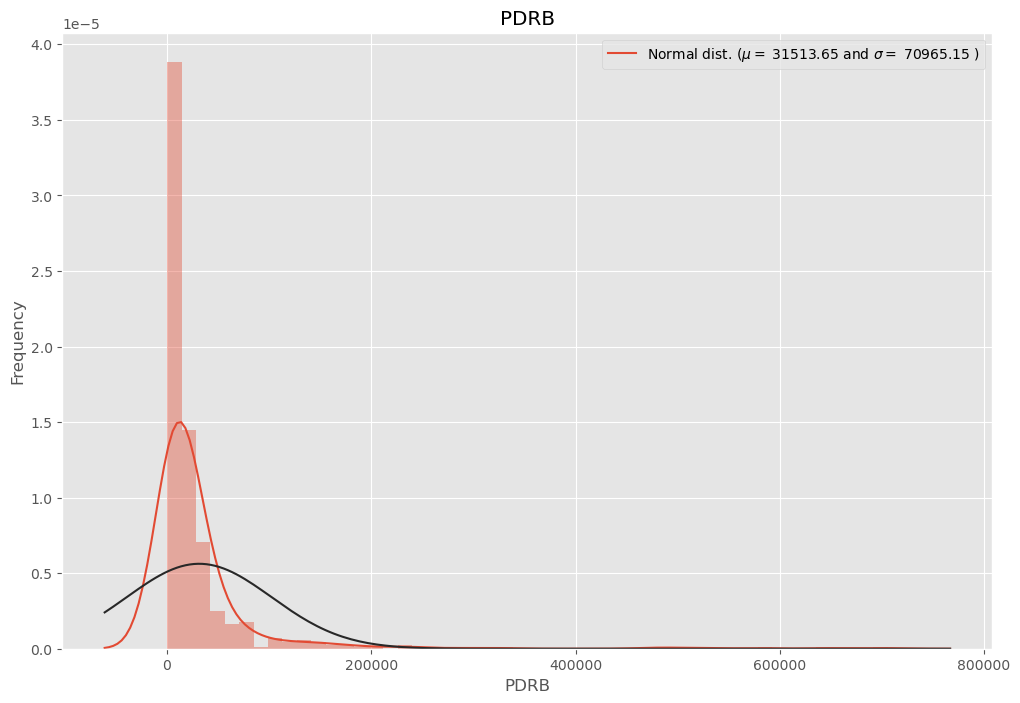 PDRB
1e−5
Normal dist. (μ = 31513.65 and σ = 70965.15 )
4.0
3.5
3.0
2.5
2.0
1.5
1.0
0.5
0.0
Frequency
0 200000 400000 600000 800000
PDRB